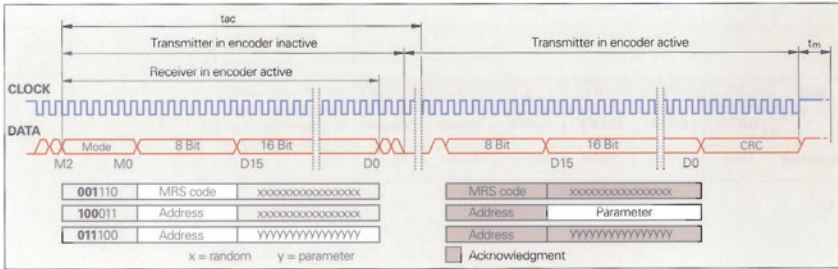 tac
Transmitter in encoder inactive
Transmitter in encoder active
tm
Receiver in encoder active
CLOCK
DATA
Mode
8 Bit
16 Bit
8 Bit
16 Bit
CRC
M2
M0
D15
D0
D15
D0
001110
MRS code
xxxxxxxxxxxxxxxx
MRS code
xxxxxxxxxxxxxxxx
100011
Address
xxxxxxxxxxxxxxxx
Address
Parameter
011100
Address
YYYYYYYYYYYYYYYY
Address
YYYYYYYYYYYYYYYY
x = random
y = parameter
Acknowledgment